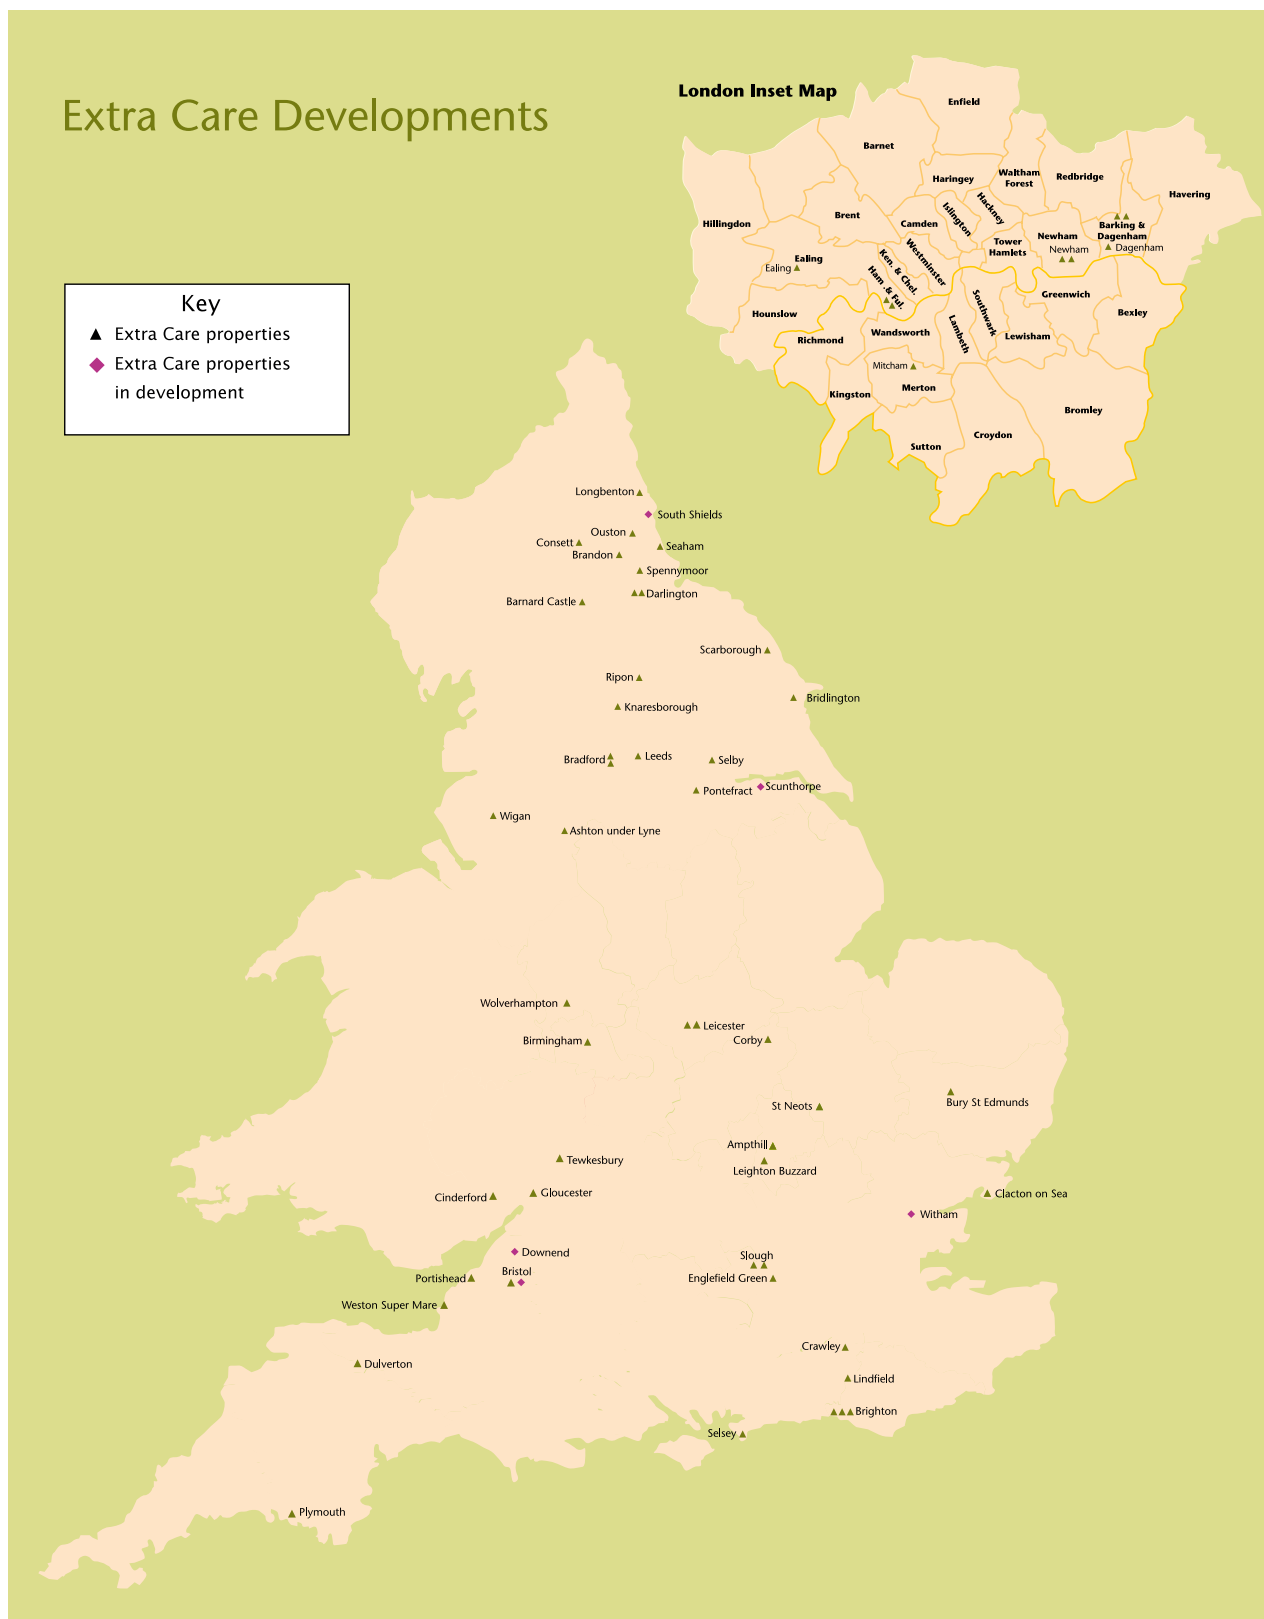 Extra Care Developments
London Inset Map
Enfield
Barnet
Haringey
Waltham
Forest
Redbridge
Havering
Hillingdon
Brent
Camden
Islington
Hackney
Barking &
Dagenham
Dagenham
Newham
Newham
Tower
Hamlets
Westminster
Ken. & Chel.
Ham .& Ful.
Ealing
Ealing
Hounslow
Greenwich
Bexley
Southwark
Lambeth
Lewisham
Wandsworth
Richmond
Mitcham
Merton
Kingston
Bromley
Croydon
Sutton
Key
Extra Care properties
Extra Care properties
in development
Longbenton
South Shields
Ouston
Consett
Seaham
Brandon
Spennymoor
Darlington
Barnard Castle
Scarborough
Ripon
Bridlington
Knaresborough
Bradford
Leeds
Selby
Pontefract
Scunthorpe
Wigan
Ashton under Lyne
Wolverhampton
Leicester
Birmingham
Corby
Bury St Edmunds
St Neots
Ampthill
Leighton Buzzard
Tewkesbury
Cinderford
Gloucester
Clacton on Sea
Witham
Downend
Slough
Bristol
Portishead
Englefield Green
Weston Super Mare
Crawley
Dulverton
Lindfield
Brighton
Selsey
Plymouth